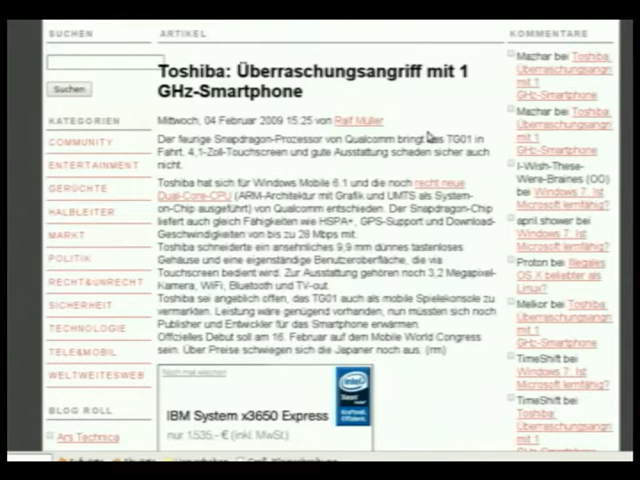 SUCHEN
Suchen
KATEGORIEN
COMMUNITY
ENTERTAINMENT
GERÜCHTE
HALBLEITER
MARKT
POLITIK
RECHT&UNRECHT
SICHERHEIT
TECHNOLOGIE
TELE&MOBIL
WELTWEITESWEB
BLOG ROLL
Ars Technica
ARTIKEL
Toshiba: Überraschungsangriff mit 1
GHz-Smartphone
Mittwoch, 04 Februar 2009 15:25 von Ralf Müller
Der feurige Snapdragon-Prozessor von Qualcomm bringt das TG01 in
Fahrt. 4,1-Zoll-Touchscreen und gute Ausstattung schaden sicher auch
nicht.
Toshiba hat sich für Windows Mobile 6.1 und die noch recht neue
Dual-Core-CPU (ARM-Architektur mit Grafik und UMTS als System-
on-Chip ausgeführt) von Qualcomm entschieden. Der Snapdragon-Chip
liefert auch gleich Fähigkeiten wie HSPA+, GPS-Support und Download-
Geschwindigkeiten von bis zu 28 Mbps mit.
Toshiba schneiderte ein ansehnliches 9,9 mm dünnes tastenloses
Gehäuse und eine eigenständige Benutzeroberfläche, die via
Touchscreen bedient wird. Zur Ausstattung gehören noch 3,2 Megapixel-
Kamera, WiFi, Bluetooth und TV-out.
Toshiba sei angeblich offen, das TG01 auch als mobile Spielekonsole zu
vermarkten. Leistung wäre genügend vorhanden, nun müssten sich noch
Publisher und Entwickler für das Smartphone erwärmen.
Offizielles Debut soll am 16. Februar auf dem Mobile World Congress
sein. Über Preise schwiegen sich die Japaner noch aus. (rm)
Noch mal abspielen
IBM System x3650 Express
nur 1.535,- € (inkl. MwSt.)
intel
Xeon
KOMMENTARE
Mazhar bei Toshiba:
Überraschungsangri
mit 1
GHz-Smartphone
Mazhar bei Toshiba:
Überraschungsangri
mit 1
GHz-Smartphone
I-Wish-These-
Were-Braines (OO)
bei Windows 7: Ist
Microsoft lernfähig?
april.shower bei
Windows 7: Ist
Microsoft lernfähig?
Proton bei Illegales
OS X beliebter als
Linux?
Melkor bei Toshiba:
Überraschungsangri
mit 1
GHz-Smartphone
TimeShift bei
Windows 7: Ist
Microsoft lernfähig?
TimeShift bei
Toshiba:
Überraschungsangri
mit 1